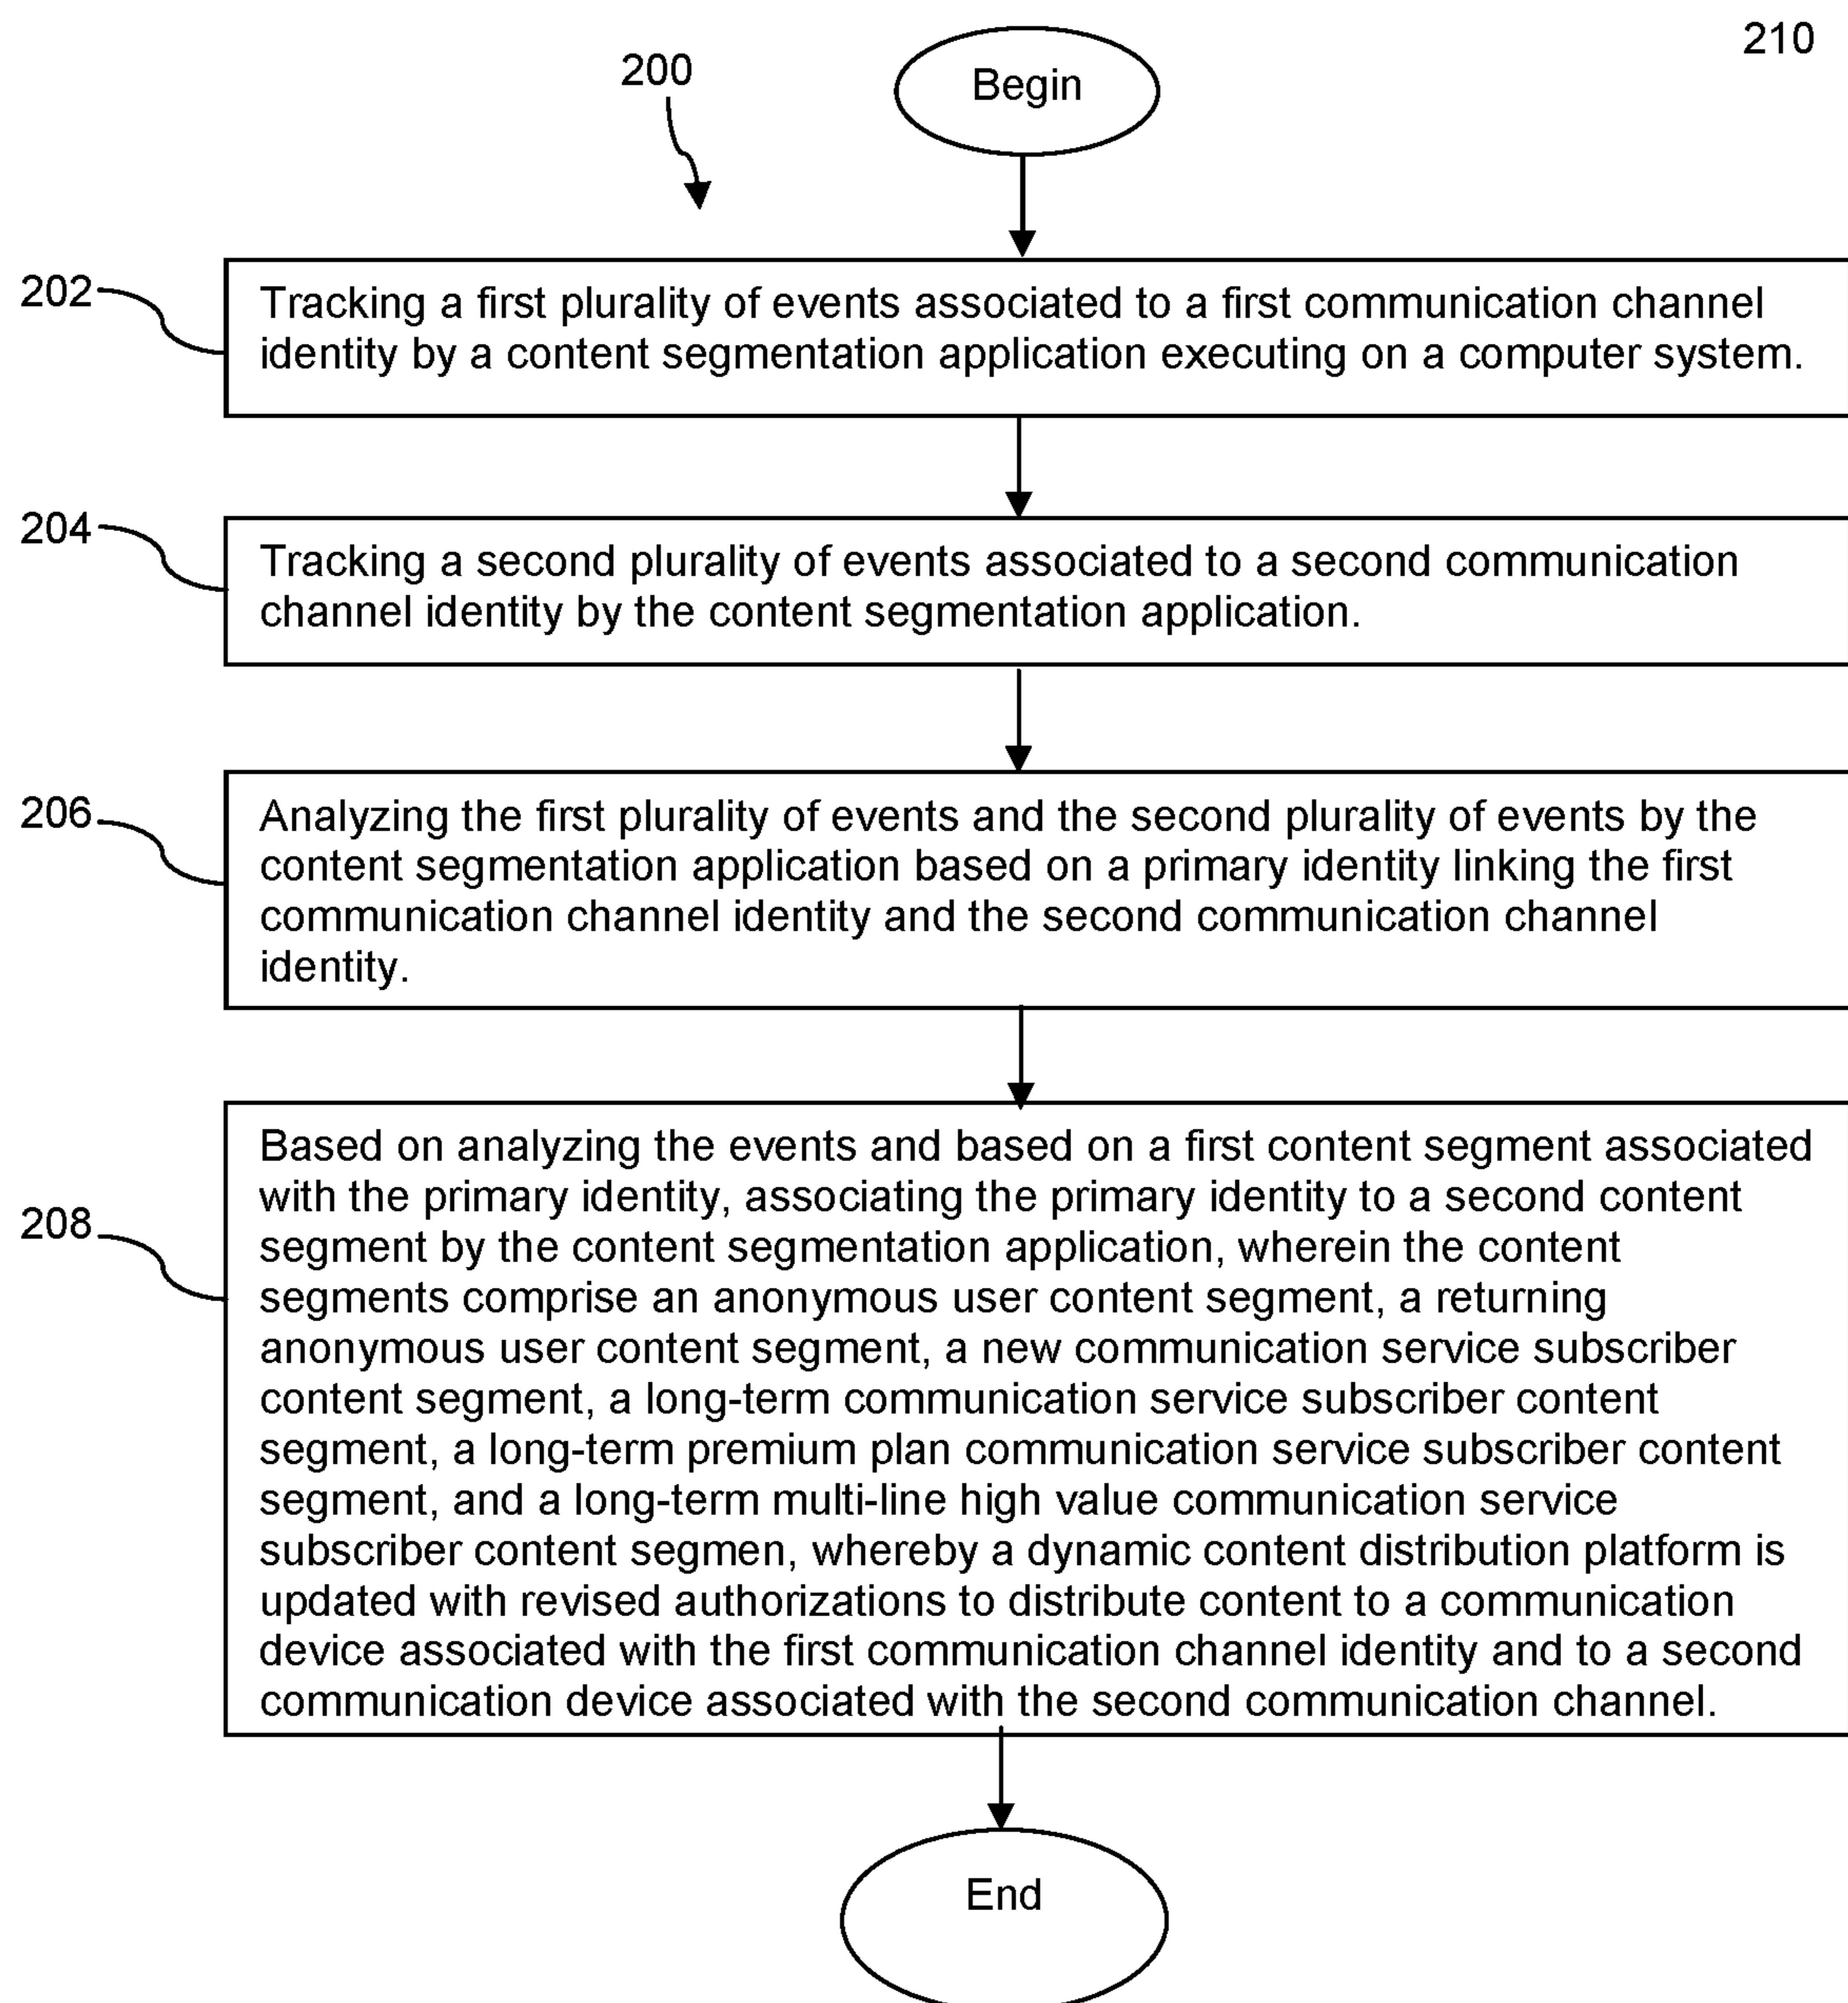 210
200
Begin
202
Tracking a first plurality of events associated to a first communication channel
identity by a content segmentation application executing on a computer system.
204
Tracking a second plurality of events associated to a second communication
channel identity by the content segmentation application.
206
Analyzing the first plurality of events and the second plurality of events by the
content segmentation application based on a primary identity linking the first
communication channel identity and the second communication channel
identity.
208
Based on analyzing the events and based on a first content segment associated
with the primary identity, associating the primary identity to a second content
segment by the content segmentation application, wherein the content
segments comprise an anonymous user content segment, a returning
anonymous user content segment, a new communication service subscriber
content segment, a long-term communication service subscriber content
segment, a long-term premium plan communication service subscriber content
segment, and a long-term multi-line high value communication service
subscriber content segmen, whereby a dynamic content distribution platform is
updated with revised authorizations to distribute content to a communication
device associated with the first communication channel identity and to a second
communication device associated with the second communication channel.
End